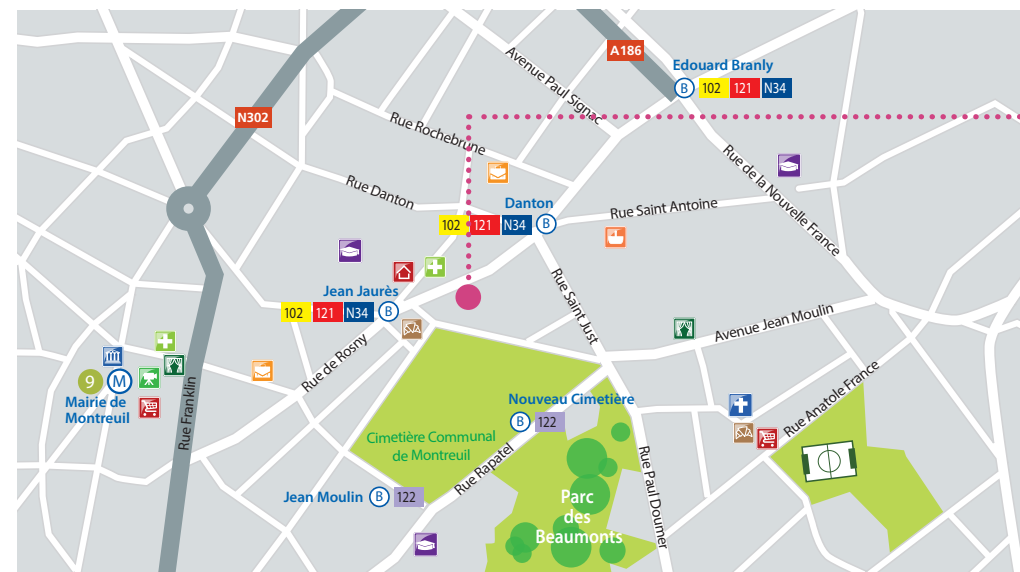 A186
Avenue Paul Signac
Edouard Branly
B 102 121 N34
N302
Rue Rochebrune
Rue de la Nouvelle France
Rue Danton
Danton
102 121 N34 B
Rue Saint Antoine
Jean Jaurès
102 121 N34 B
Rue Saint Just
Avenue Jean Moulin
Rue de Rosny
9 M
Mairie de
Montreuil
Rue Franklin
Nouveau Cimetière
B 122
Rue Anatole France
Cimetière Communal
de Montreuil
Rue Rapatel
Rue Paul Doumer
Jean Moulin B 122
Parc
des
Beaumonts